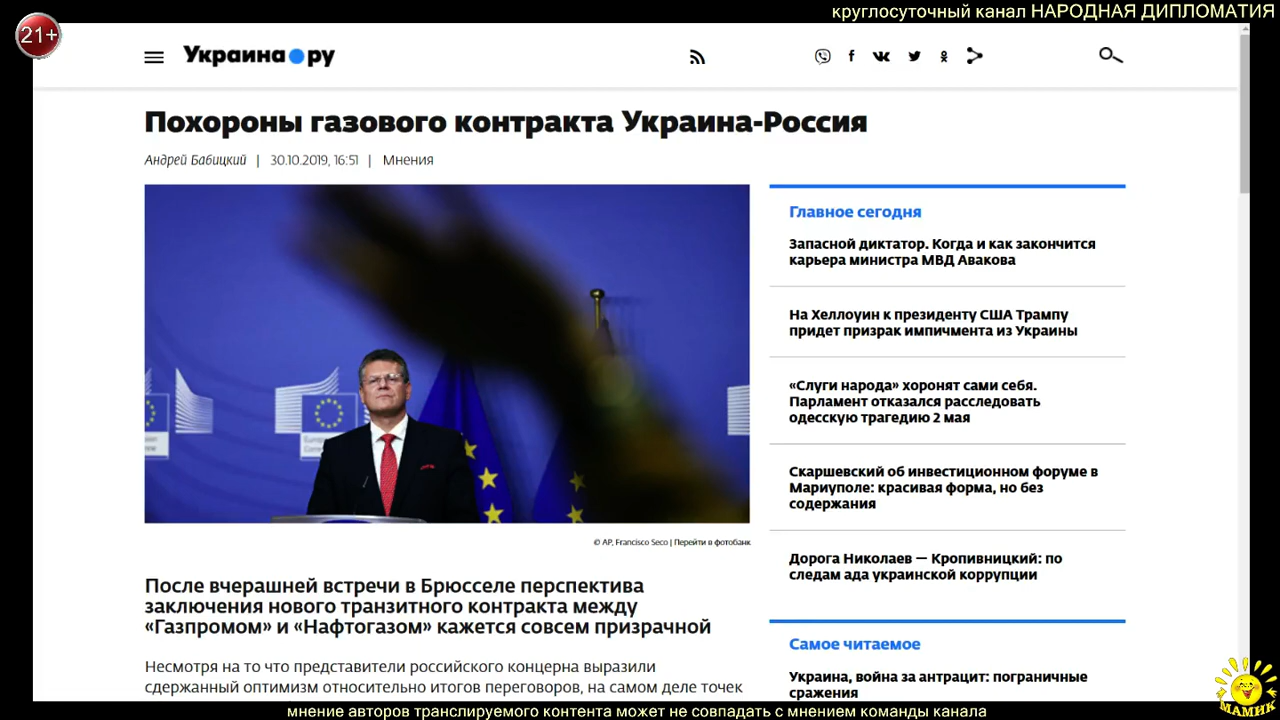 круглосуточный канал НАРОДНАЯ ДИПЛОМАТИЯ
21+
Украина ру
Похороны газового контракта Украина-Россия
Андрей Бабицкий | 30.10.2019, 16:51 | Мнения
© AP, Francisco Seco | Перейти в фотобанк
После вчерашней встречи в Брюсселе перспектива
заключения нового транзитного контракта между
«Газпромом» и «Нафтогазом» кажется совсем призрачной
Несмотря на то что представители российского концерна выразили
сдержанный оптимизм относительно итогов переговоров, на самом деле точек
Главное сегодня
Запасной диктатор. Когда и как закончится
карьера министра МВД Авакова
На Хеллоуин к президенту США Трампу
придет призрак импичмента из Украины
«Слуги народа» хоронят сами себя.
Парламент отказался расследовать
одесскую трагедию 2 мая
Скаршевский об инвестиционном форуме в
Мариуполе: красивая форма, но без
содержания
Дорога Николаев — Кропивницкий: по
следам ада украинской коррупции
Самое читаемое
Украина, война за антрацит: пограничные
сражения
МАМИК
мнение авторов транслируемого контента может не совпадать с мнением команды канала